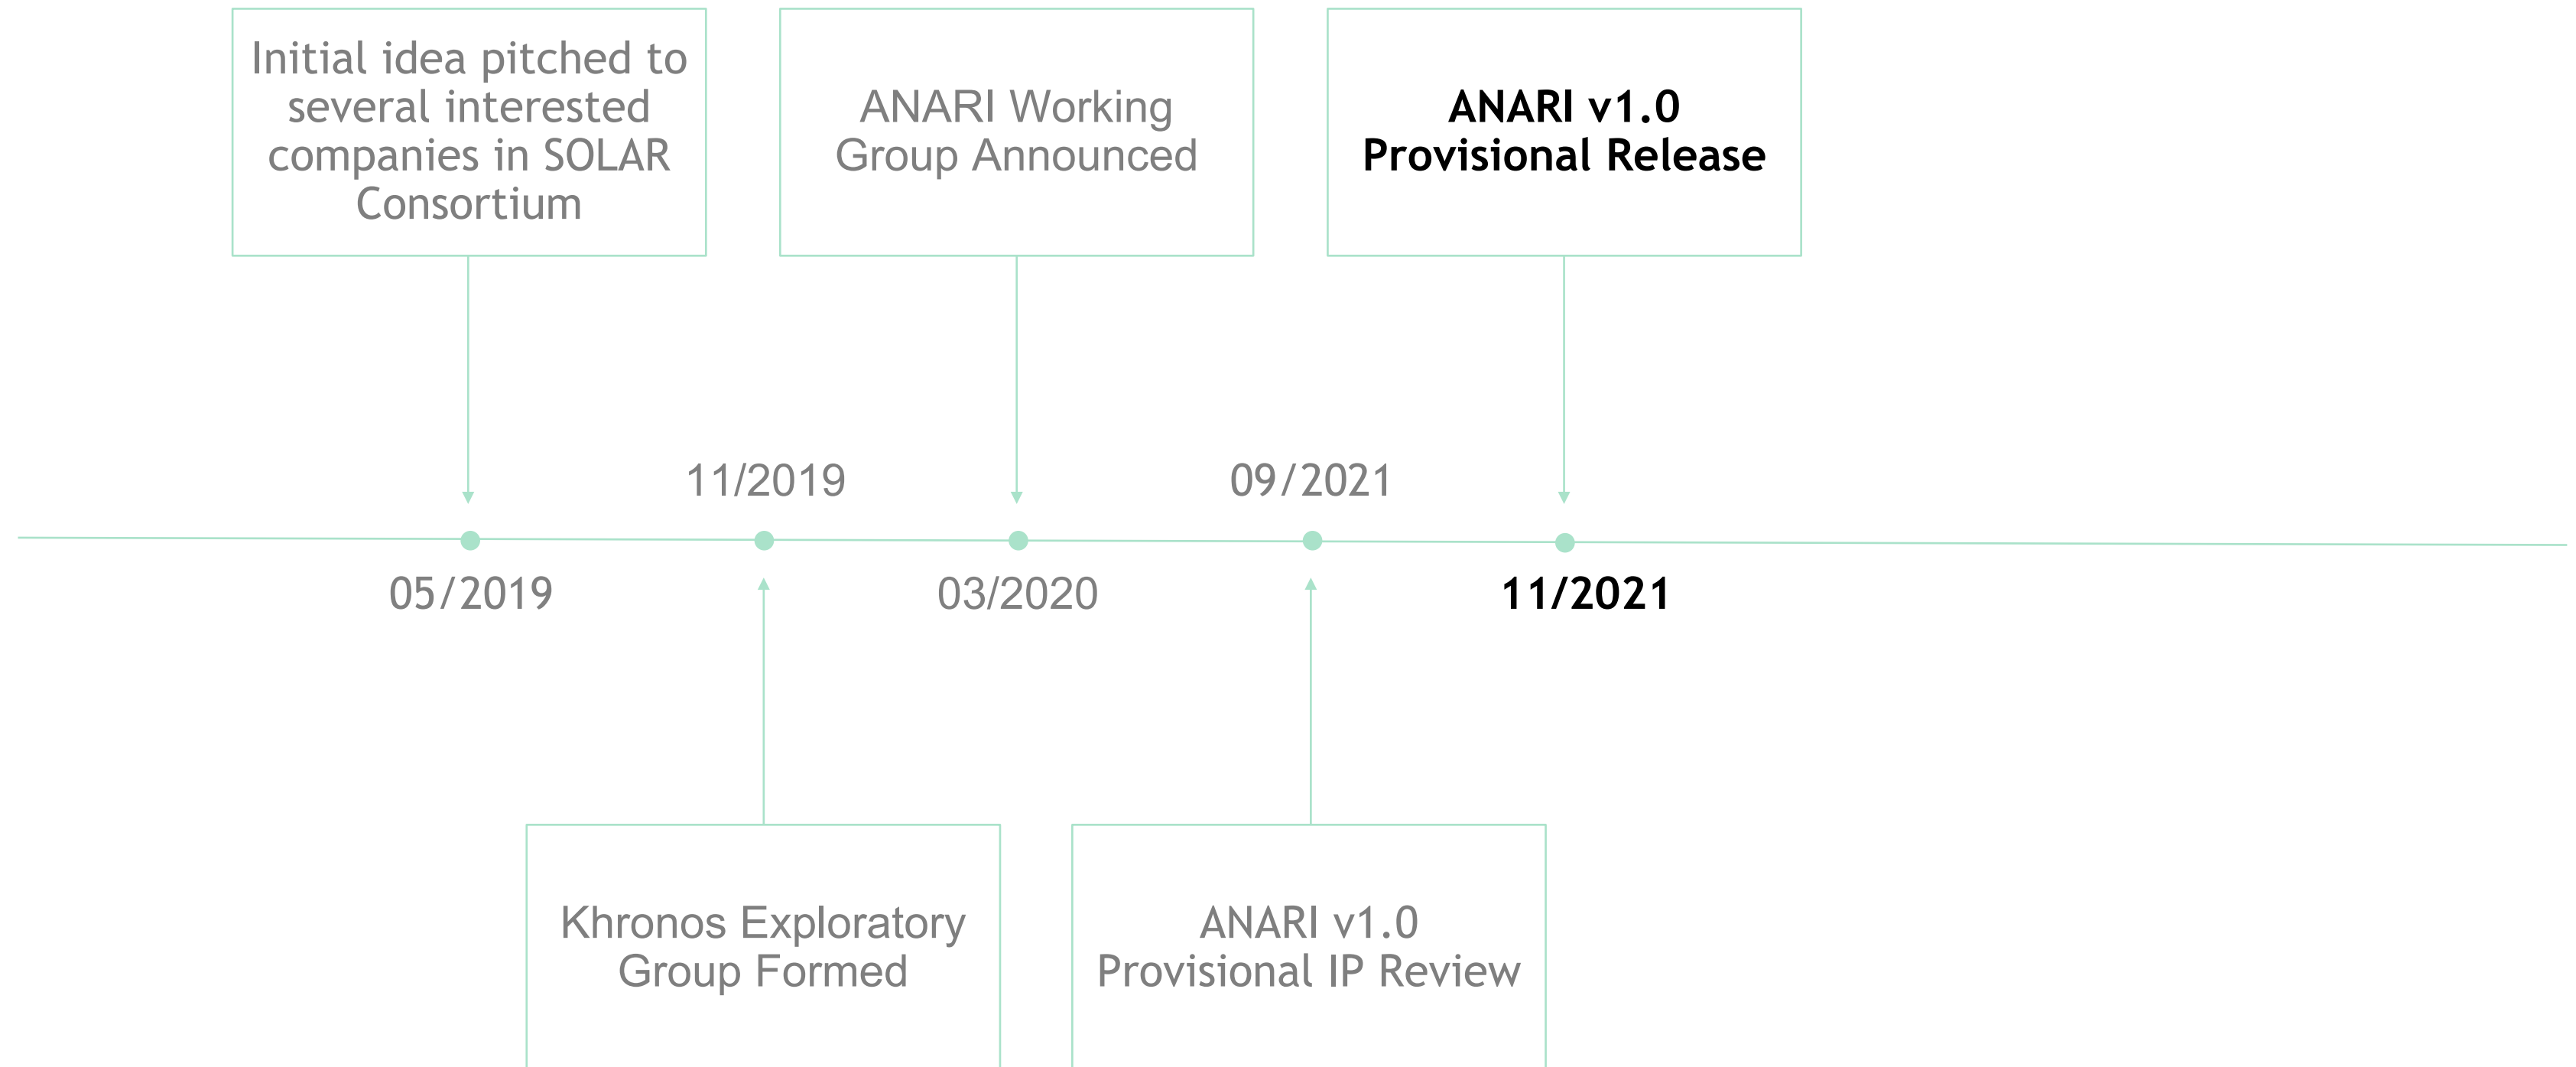 Initial idea pitched to
several interested
companies in SOLAR
Consortium
ANARI Working
Group Announced
ANARI v1.0
Provisional Release
11/2019
09/2021
05/2019
03/2020
11/2021
Khronos Exploratory
Group Formed
ANARI v1.0
Provisional IP Review